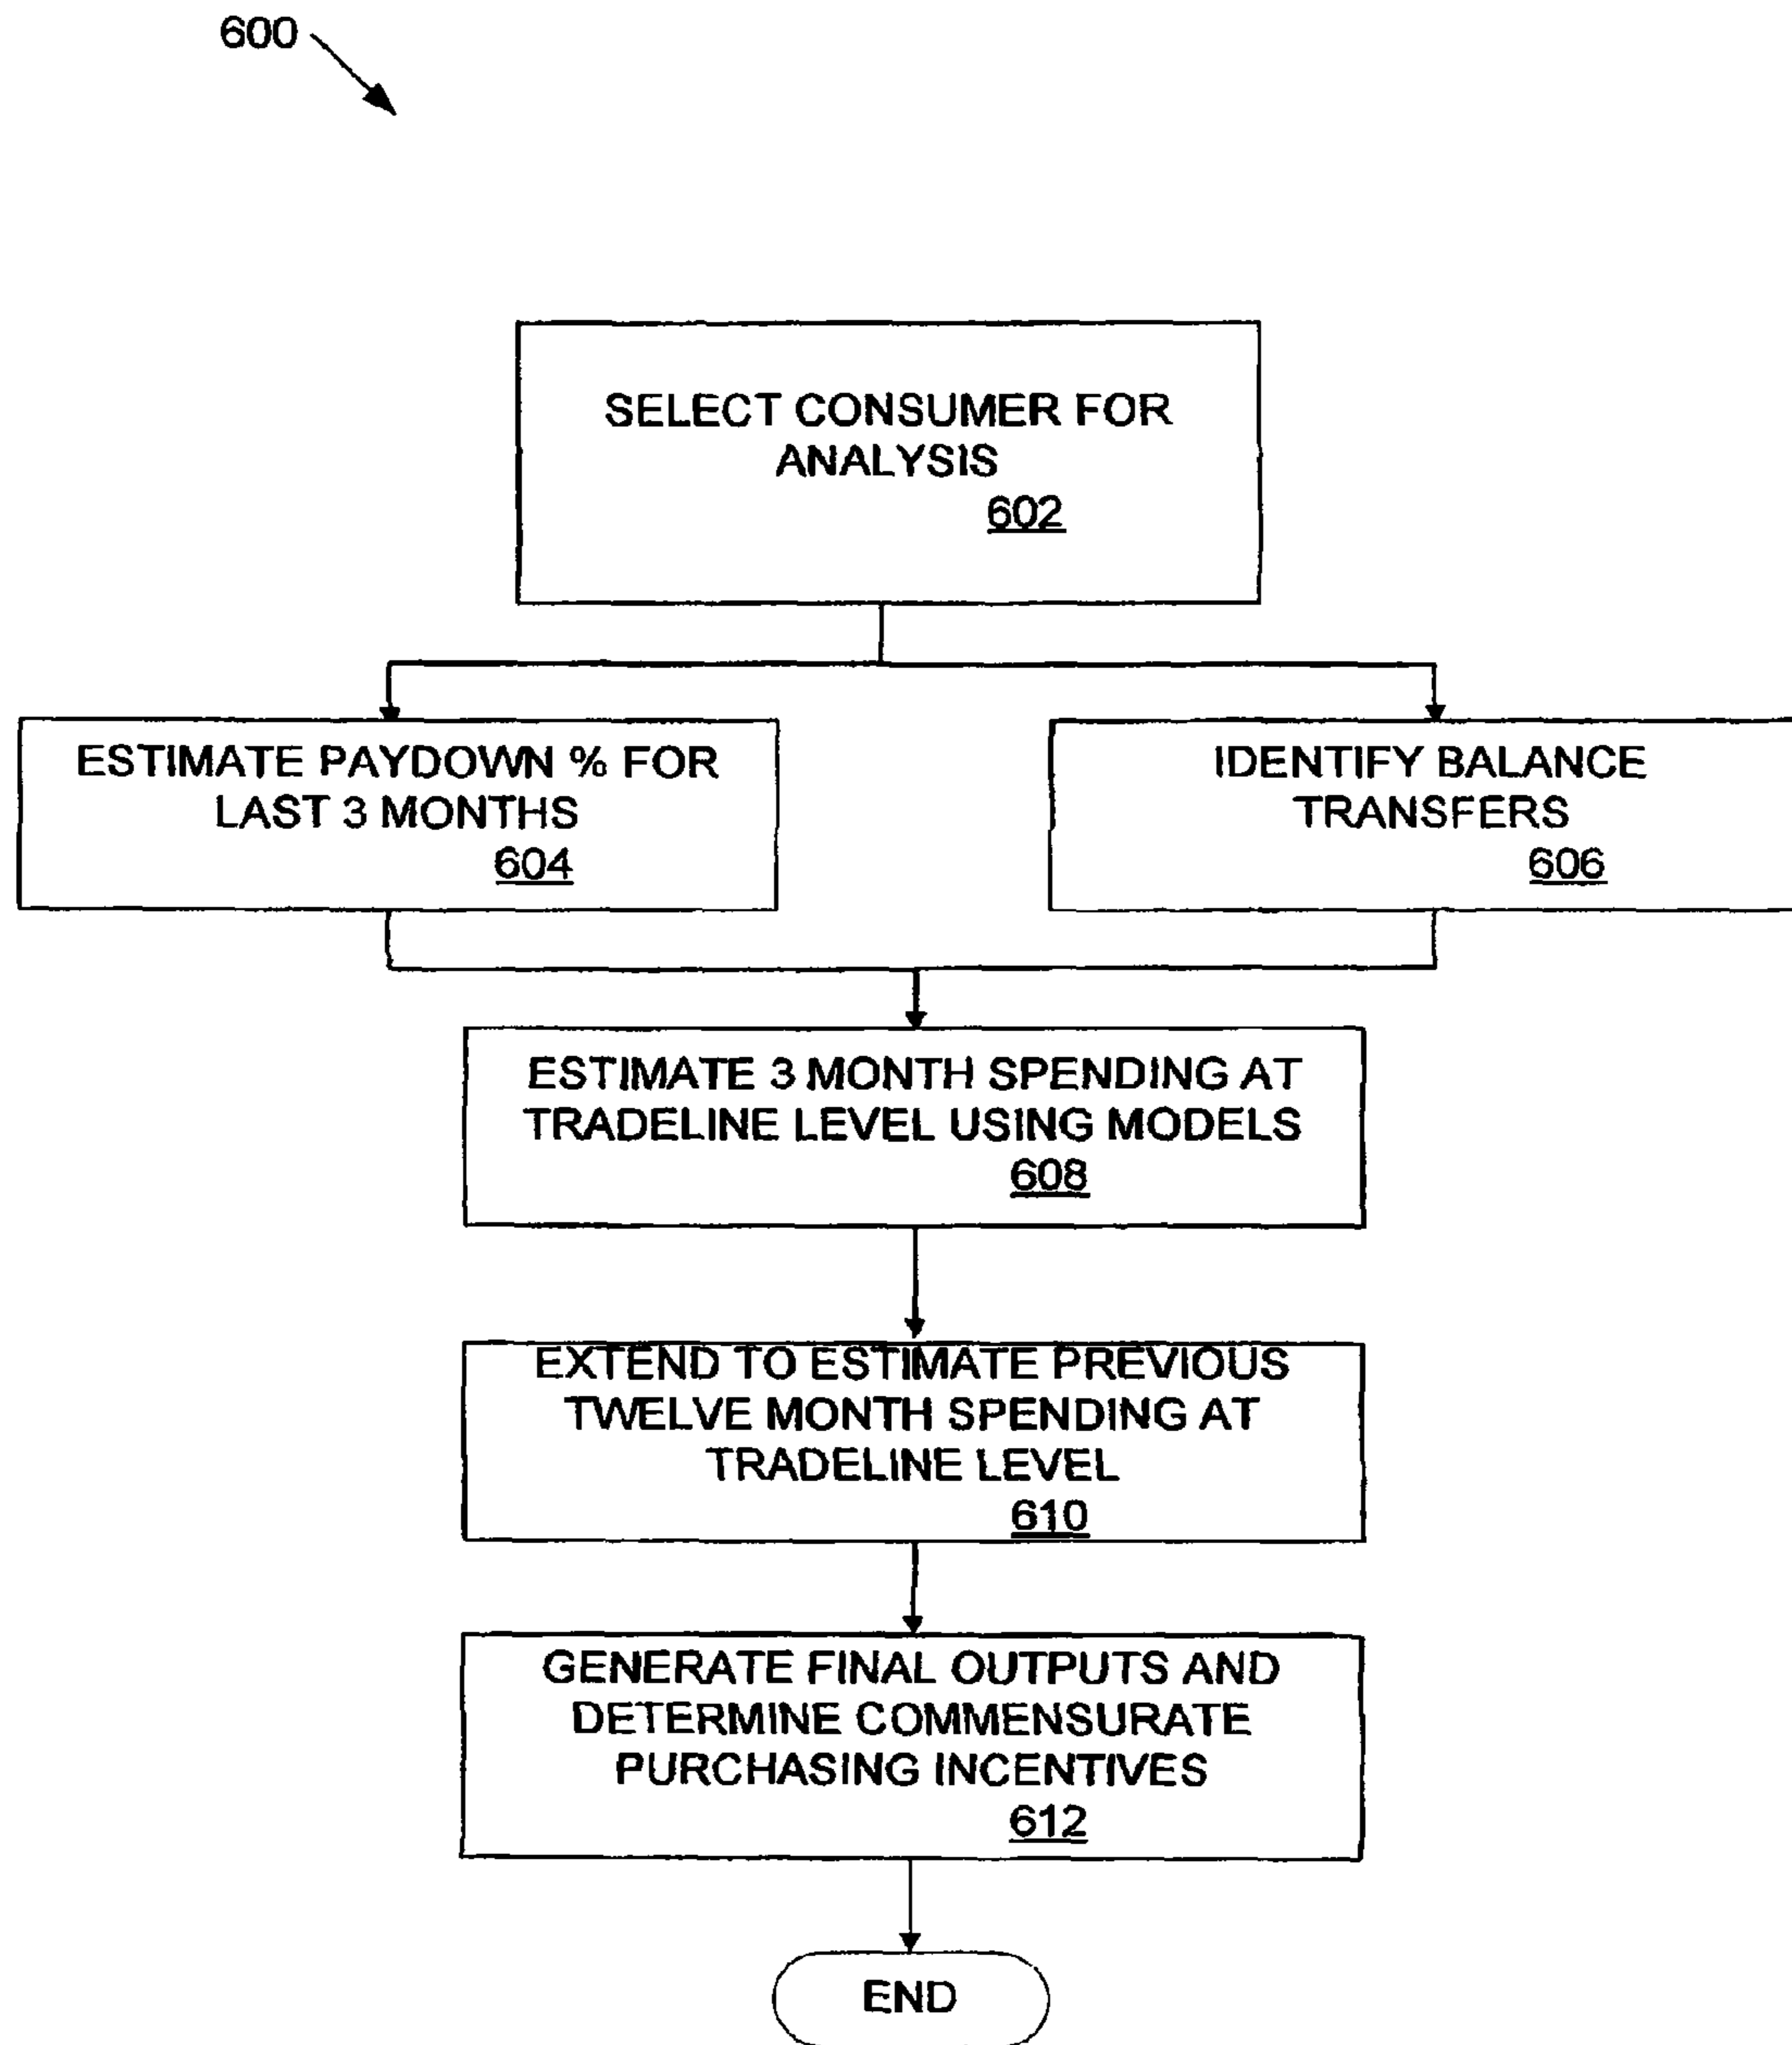 600
SELECT CONSUMER FOR
ANALYSIS
602
ESTIMATE PAYDOWN % FOR
LAST 3 MONTHS
604
IDENTIFY BALANCE
TRANSFERS
606
ESTIMATE 3 MONTH SPENDING AT
TRADELINE LEVEL USING MODELS
608
EXTEND TO ESTIMATE PREVIOUS
TWELVE MONTH SPENDING AT
TRADELINE LEVEL
610
GENERATE FINAL OUTPUTS AND
DETERMINE COMMENSURATE
PURCHASING INCENTIVES
612
END